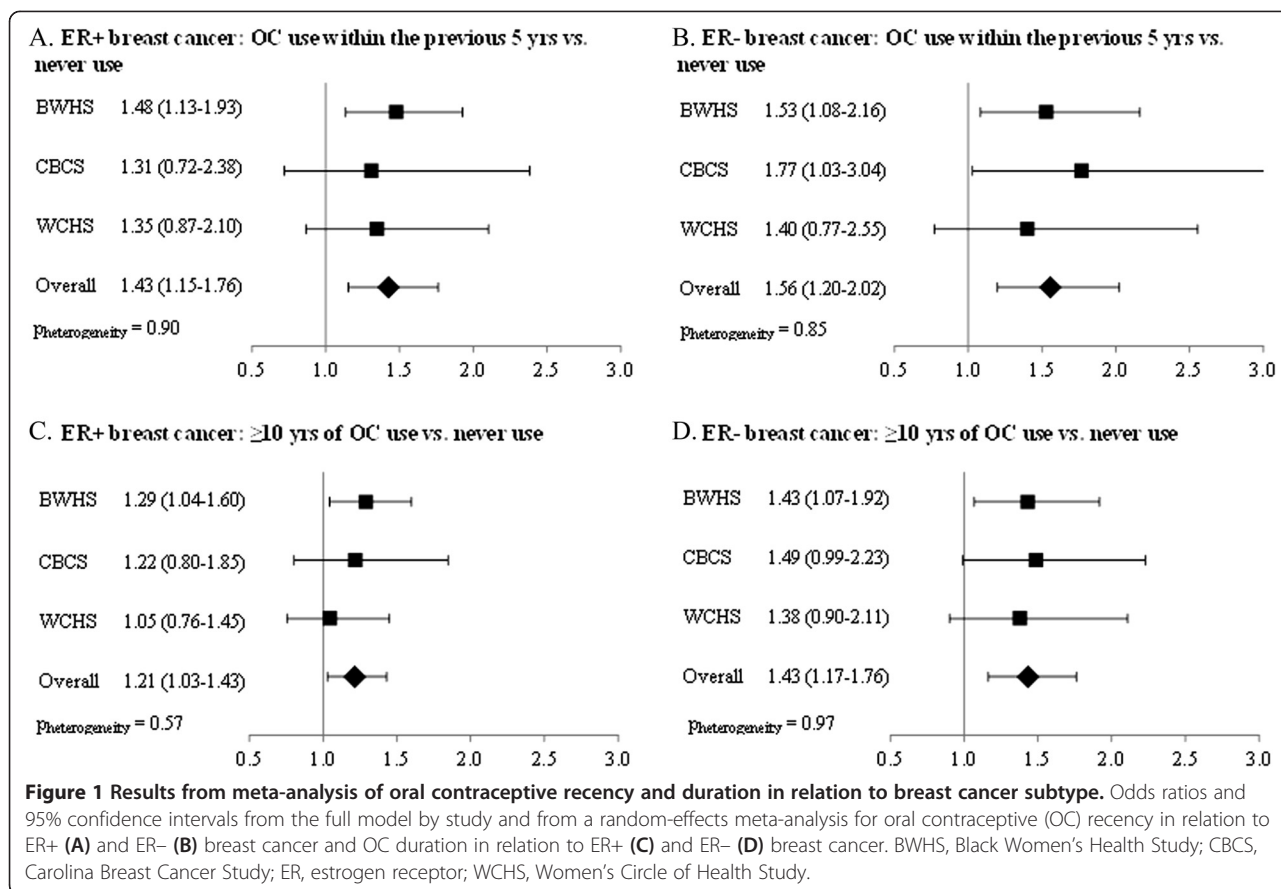 A. ER+ breast cancer: OC use within the previous 5 yrs vs.
never use
BWHS 1.48 (1.13-1.93)
CBCS 1.31 (0.72-2.38)
WCHS 1.35 (0.87-2.10)
Overall 1.43 (1.15-1.76)
Pheterogeneity = 0.90
0.5 1.0 1.5 2.0 2.5 3.0
B. ER- breast cancer: OC use within the previous 5 yrs vs.
never use
BWHS 1.53 (1.08-2.16)
CBCS 1.77 (1.03-3.04)
WCHS 1.40 (0.77-2.55)
Overall 1.56 (1.20-2.02)
Pheterogeneity = 0.85
0.5 1.0 1.5 2.0 2.5 3.0
C. ER+ breast cancer: ≥10 yrs of OC use vs. never use
BWHS 1.29 (1.04-1.60)
CBCS 1.22 (0.80-1.85)
WCHS 1.05 (0.76-1.45)
Overall 1.21 (1.03-1.43)
Pheterogeneity = 0.57
0.5 1.0 1.5 2.0 2.5 3.0
D. ER- breast cancer: ≥10 yrs of OC use vs. never use
BWHS 1.43 (1.07-1.92)
CBCS 1.49 (0.99-2.23)
WCHS 1.38 (0.90-2.11)
Overall 1.43 (1.17-1.76)
Pheterogeneity = 0.97
0.5 1.0 1.5 2.0 2.5 3.0
Figure 1 Results from meta-analysis of oral contraceptive recency and duration in relation to breast cancer subtype. Odds ratios and
95% confidence intervals from the full model by study and from a random-effects meta-analysis for oral contraceptive (OC) recency in relation to
ER+ (A) and ER– (B) breast cancer and OC duration in relation to ER+ (C) and ER– (D) breast cancer. BWHS, Black Women's Health Study; CBCS,
Carolina Breast Cancer Study; ER, estrogen receptor; WCHS, Women's Circle of Health Study.